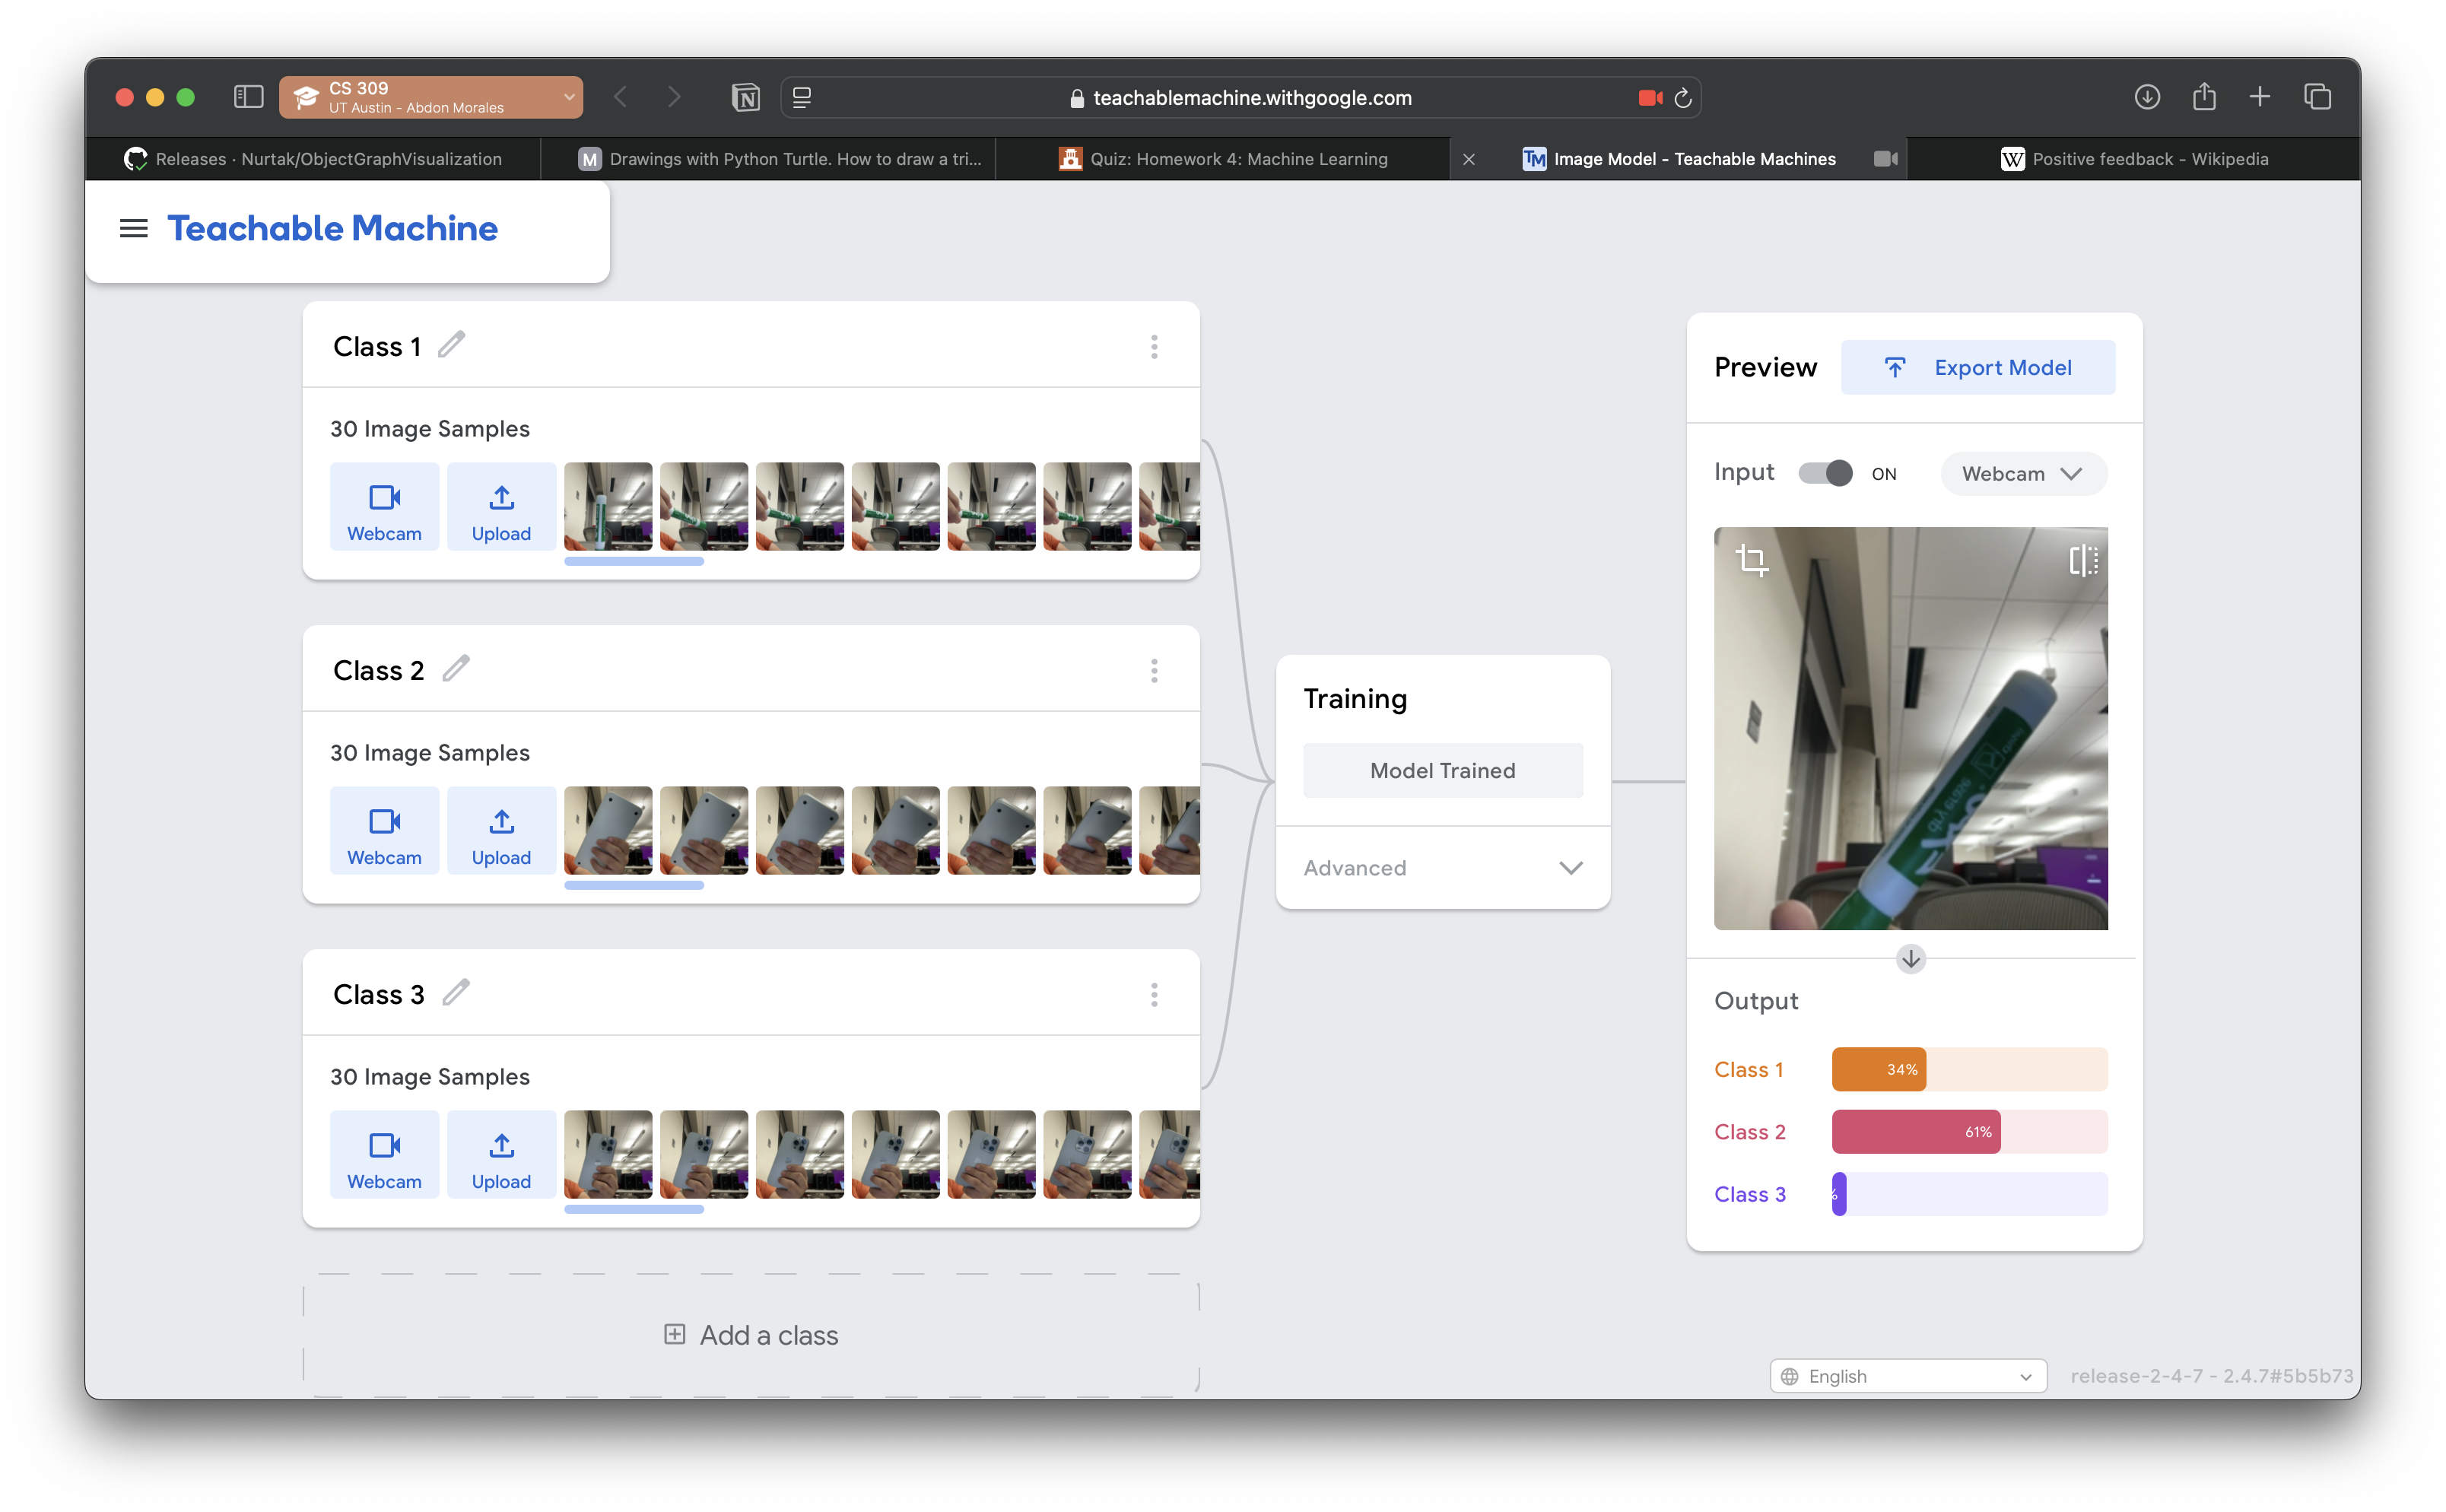 CS 309
UT Austin - Abdon Morales
teachablemachine.withgoogle.com
Releases · Nurtak/ObjectGraphVisualization
M Drawings with Python Turtle. How to draw a tri...
Quiz: Homework 4: Machine Learning
TM Image Model - Teachable Machines
W Positive feedback - Wikipedia
Teachable Machine
Class 1
30 Image Samples
Webcam
Upload
Class 2
30 Image Samples
Webcam
Upload
Class 3
30 Image Samples
Webcam
Upload
Add a class
Training
Model Trained
Advanced
Preview
Export Model
Input ON Webcam
Output
Class 1 34%
Class 2 61%
Class 3 %
English
release-2-4-7 - 2.4.7#5b5b73